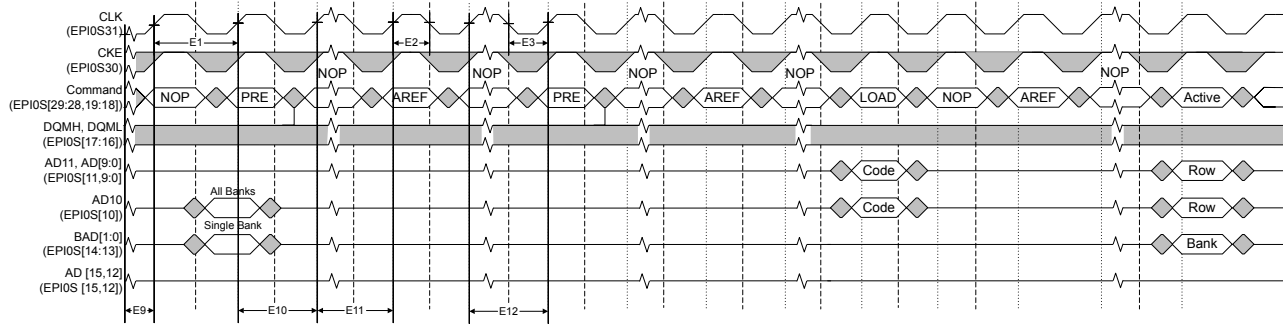 CLK
(EPI0S31)
E1
E2
E3
CKE
(EPI0S30)
NOP
NOP
NOP
NOP
NOP
Command
(EPI0S[29:28,19:18])
NOP
PRE
AREF
PRE
AREF
LOAD
NOP
AREF
Active
DQMH, DQML
(EPI0S[17:16])
AD11, AD[9:0]
(EPI0S[11,9:0]
Code
Row
All Banks
AD10
(EPI0S[10])
Code
Row
Single Bank
BAD[1:0]
(EPI0S[14:13])
Bank
AD [15,12]
(EPI0S [15,12])
E9
E10
E11
E12